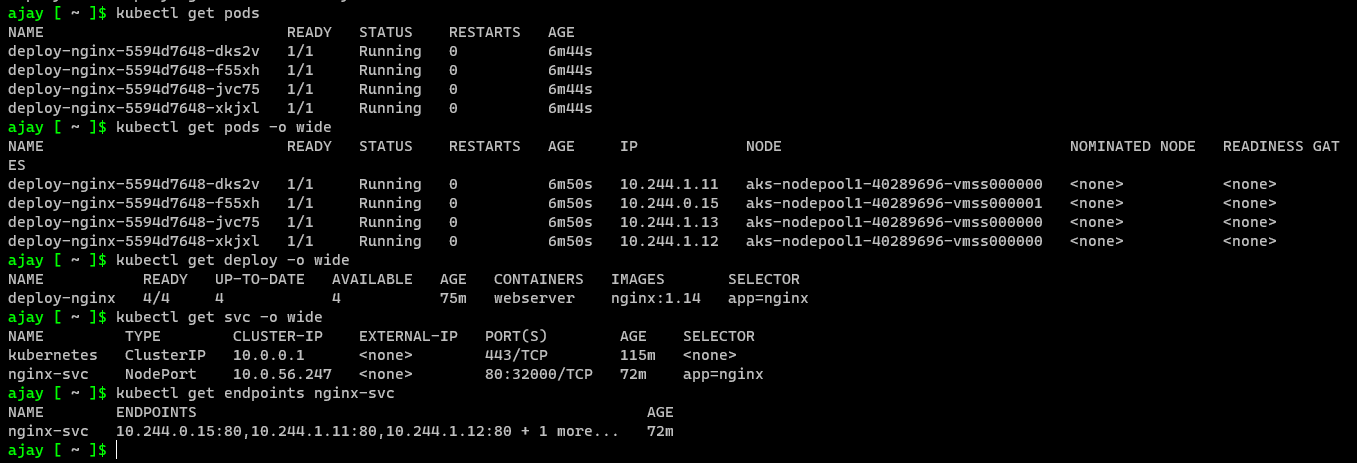 ajay [ ~ ]$ kubectl get pods
NAME                           READY   STATUS    RESTARTS   AGE
deploy-nginx-5594d7648-dks2v   1/1     Running   0          6m44s
deploy-nginx-5594d7648-f55xh   1/1     Running   0          6m44s
deploy-nginx-5594d7648-jvc75   1/1     Running   0          6m44s
deploy-nginx-5594d7648-xkjxl   1/1     Running   0          6m44s
ajay [ ~ ]$ kubectl get pods -o wide
NAME                           READY   STATUS    RESTARTS   AGE     IP            NODE                                NOMINATED NODE   READINESS GAT
ES
deploy-nginx-5594d7648-dks2v   1/1     Running   0          6m50s   10.244.1.11   aks-nodepool1-40289696-vmss000000   <none>           <none>
deploy-nginx-5594d7648-f55xh   1/1     Running   0          6m50s   10.244.0.15   aks-nodepool1-40289696-vmss000001   <none>           <none>
deploy-nginx-5594d7648-jvc75   1/1     Running   0          6m50s   10.244.1.13   aks-nodepool1-40289696-vmss000000   <none>           <none>
deploy-nginx-5594d7648-xkjxl   1/1     Running   0          6m50s   10.244.1.12   aks-nodepool1-40289696-vmss000000   <none>           <none>
ajay [ ~ ]$ kubectl get deploy -o wide
NAME           READY   UP-TO-DATE   AVAILABLE   AGE   CONTAINERS   IMAGES       SELECTOR
deploy-nginx   4/4     4            4           75m   webserver    nginx:1.14   app=nginx
ajay [ ~ ]$ kubectl get svc -o wide
NAME         TYPE        CLUSTER-IP    EXTERNAL-IP   PORT(S)        AGE    SELECTOR
kubernetes   ClusterIP   10.0.0.1      <none>        443/TCP        115m   <none>
nginx-svc    NodePort    10.0.56.247   <none>        80:32000/TCP   72m    app=nginx
ajay [ ~ ]$ kubectl get endpoints nginx-svc
NAME        ENDPOINTS                                                  AGE
nginx-svc   10.244.0.15:80,10.244.1.11:80,10.244.1.12:80 + 1 more...   72m
ajay [ ~ ]$